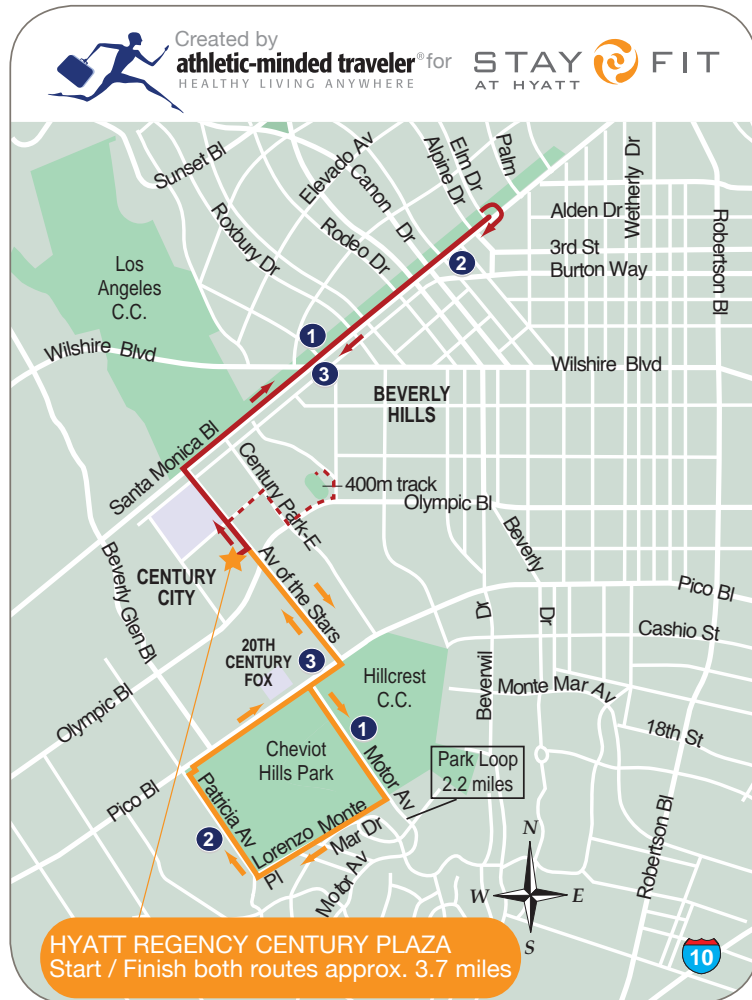 Created by
athletic-minded traveler® for
HEALTHY LIVING ANYWHERE
STAY FIT
AT HYATT
Sunset Bl
Elevado Av
Canon Dr
Alpine Dr
Elm Dr
Palm
Wetherly Dr
Robertson Bl
Alden Dr
3rd St
Burton Way
Roxbury Dr
Rodeo Dr
2
Los
Angeles
C.C.
1
3
Wilshire Blvd
Wilshire Blvd
BEVERLY
HILLS
Santa Monica Bl
Century Park-E
400m track
Olympic Bl
Beverly Dr
Beverly Glen Bl
CENTURY
CITY
Av of the Stars
Pico Bl
Cashio St
Beverwil Dr
20TH
CENTURY
FOX
3
Hillcrest
C.C.
Monte Mar Av
18th St
Olympic Bl
1
Cheviot
Hills Park
Motor Av
Park Loop
2.2 miles
Pico Bl
Patricia Av
2
Lorenzo Pl
Monte Mar Dr
Motor Av
Robertson Bl
N
W
E
S
HYATT REGENCY CENTURY PLAZA
Start / Finish both routes approx. 3.7 miles
10